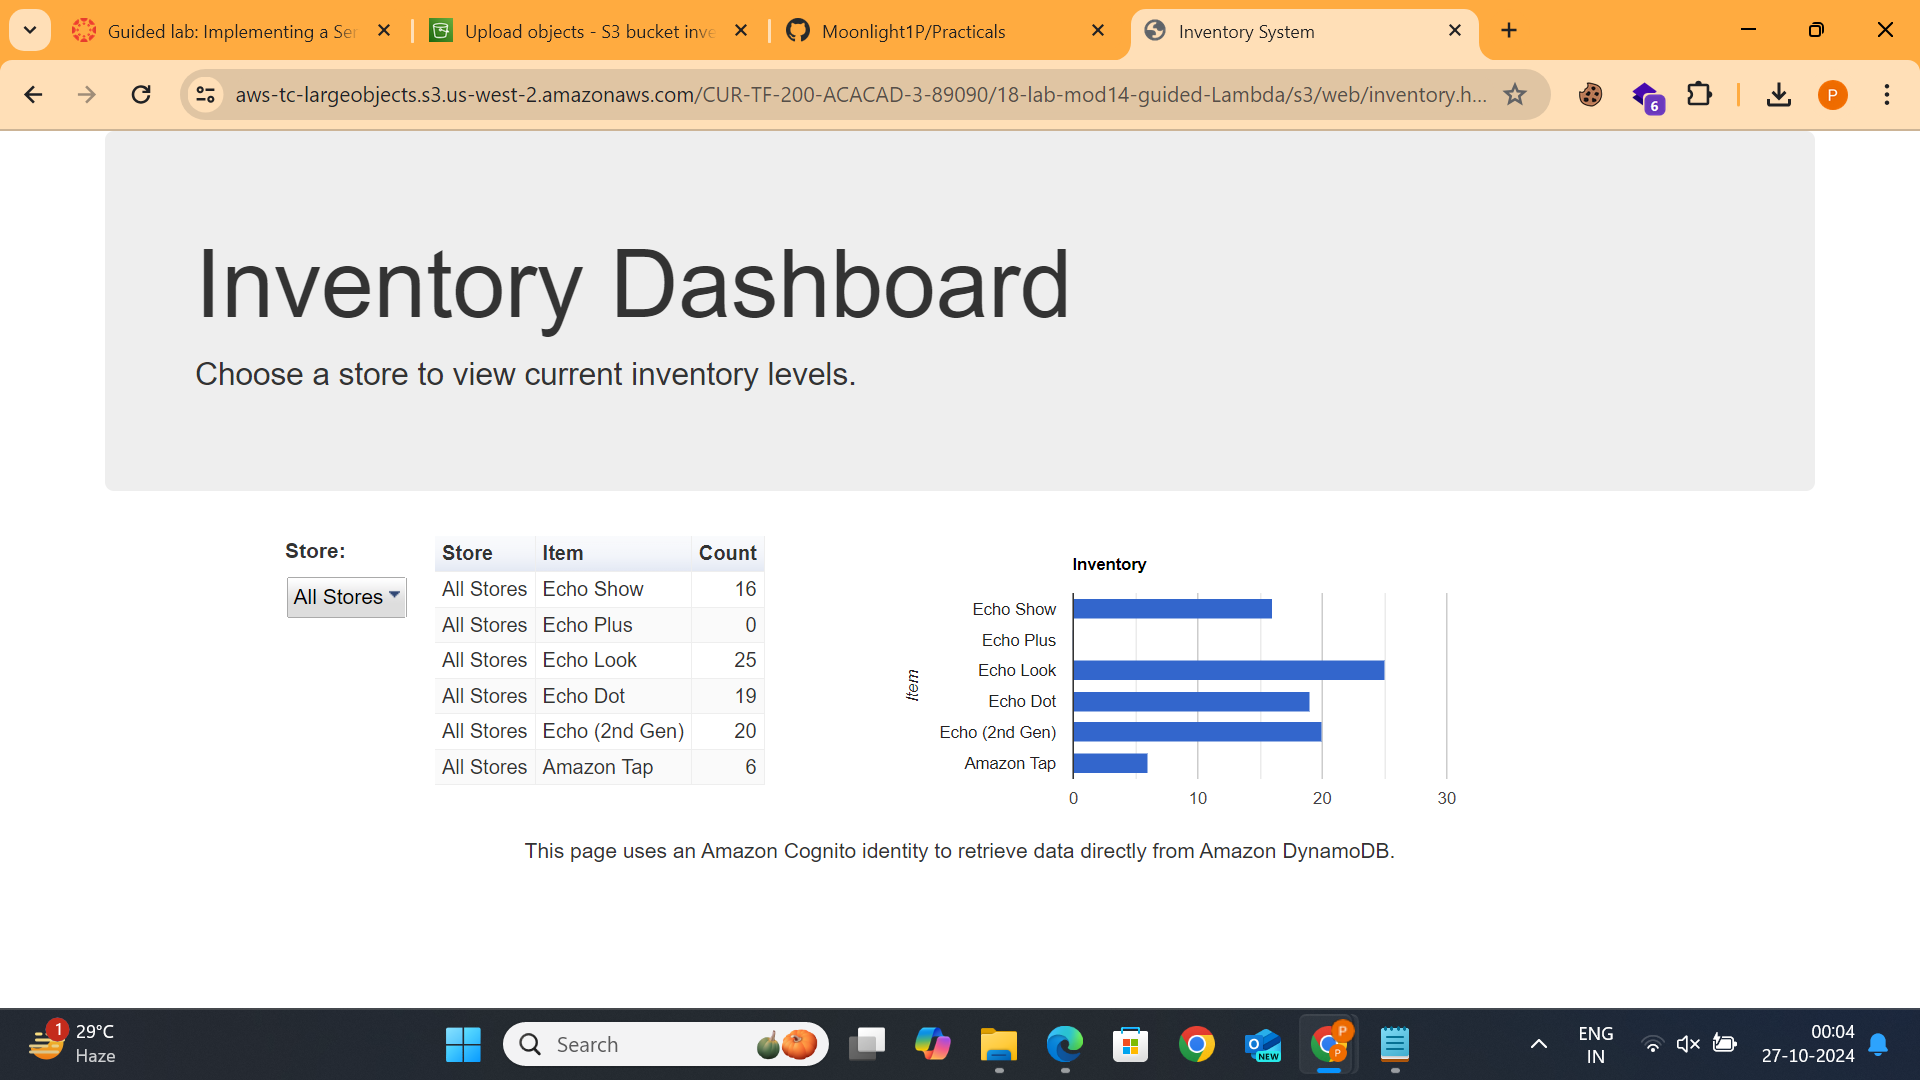 Guided lab: Implementing a Ser
Upload objects - S3 bucket inve
Moonlight1P/Practicals
Inventory System
aws-tc-largeobjects.s3.us-west-2.amazonaws.com/CUR-TF-200-ACACAD-3-89090/18-lab-mod14-guided-Lambda/s3/web/inventory.h...
6
P
Inventory Dashboard
Choose a store to view current inventory levels.
Store:
All Stores
Store Item Count
All Stores Echo Show 16
All Stores Echo Plus 0
All Stores Echo Look 25
All Stores Echo Dot 19
All Stores Echo (2nd Gen) 20
All Stores Amazon Tap 6
Inventory
Item
Echo Show
Echo Plus
Echo Look
Echo Dot
Echo (2nd Gen)
Amazon Tap
0 10 20 30
This page uses an Amazon Cognito identity to retrieve data directly from Amazon DynamoDB.
1
29°C
Haze
Search
O
NEW
P
P
ENG
IN
00:04
27-10-2024